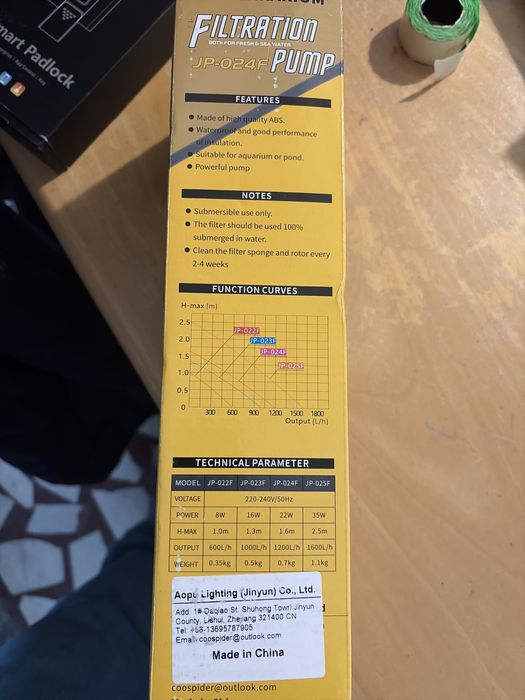 FILTRATION
BOTH FOR FRESH & SEA WATER
JP-024F PUMP
FEATURES
Made of high quality ABS.
Waterproof and good performance
of insulation.
Suitable for aquarium or pond.
Powerful pump
NOTES
Submersible use only.
The filter should be used 100%
submerged in water.
Clean the filter sponge and rotor every
2-4 weeks
FUNCTION CURVES
H-max (m)
2.5
2.0
1.5
1.0
0.5
0
JP-022F
JP-023F
JP-024F
JP-025F
300 600 900 1200 1500 1800
Output (L/h)
TECHNICAL PARAMETER
MODEL JP-022F JP-023F JP-024F JP-025F
VOLTAGE 220-240V/50Hz
POWER 8W 16W 22W 35W
H-MAX 1.0m 1.3m 1.6m 2.5m
OUTPUT 600L/h 1000L/h 1200L/h 1600L/h
WEIGHT 0.35kg 0.5kg 0.7kg 1.1kg
Aopu Lighting (Jinyun) Co., Ltd.
Add: 1# Daqiao St. Shuhong Town Jinyun
County, Lishui, Zhejiang 321400 CN
Tel: +86-13695787905
Email: coospider@outlook.com
Made in China
coospider@outlook.com
mart Padlock